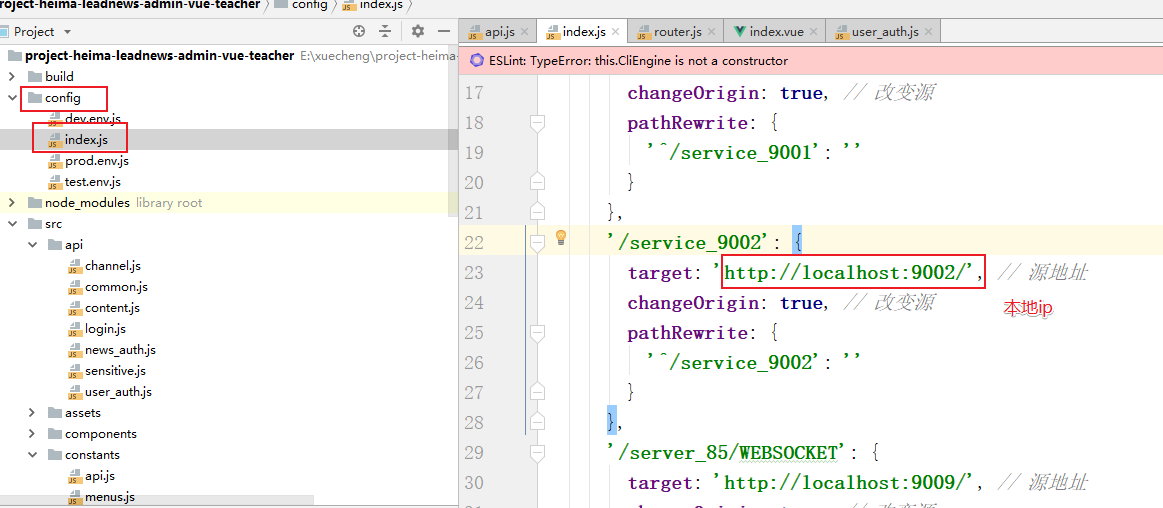 roject-heima-leadnews-admin-vue-teacher config index.js
Project
project-heima-leadnews-admin-vue-teacher E:\xuecheng\project-heima-
build
config
dev.env.js
index.js
prod.env.js
test.env.js
node_modules library root
src
api
channel.js
common.js
content.js
login.js
news_auth.js
sensitive.js
user_auth.js
assets
components
constants
api.js
menus.js
api.js index.js router.js index.vue user_auth.js
ESLint: TypeError: this.CliEngine is not a constructor
17 changeOrigin: true, // 改变源
18 pathRewrite: {
19 '^/service_9001': ''
20 }
21 },
22 '/service_9002': {
23 target: 'http://localhost:9002/', // 源地址
24 changeOrigin: true, // 改变源
本地ip
25 pathRewrite: {
26 '^/service_9002': ''
27 }
28 },
29 '/server_85/WEBSOCKET': {
30 target: 'http://localhost:9009/', // 源地址